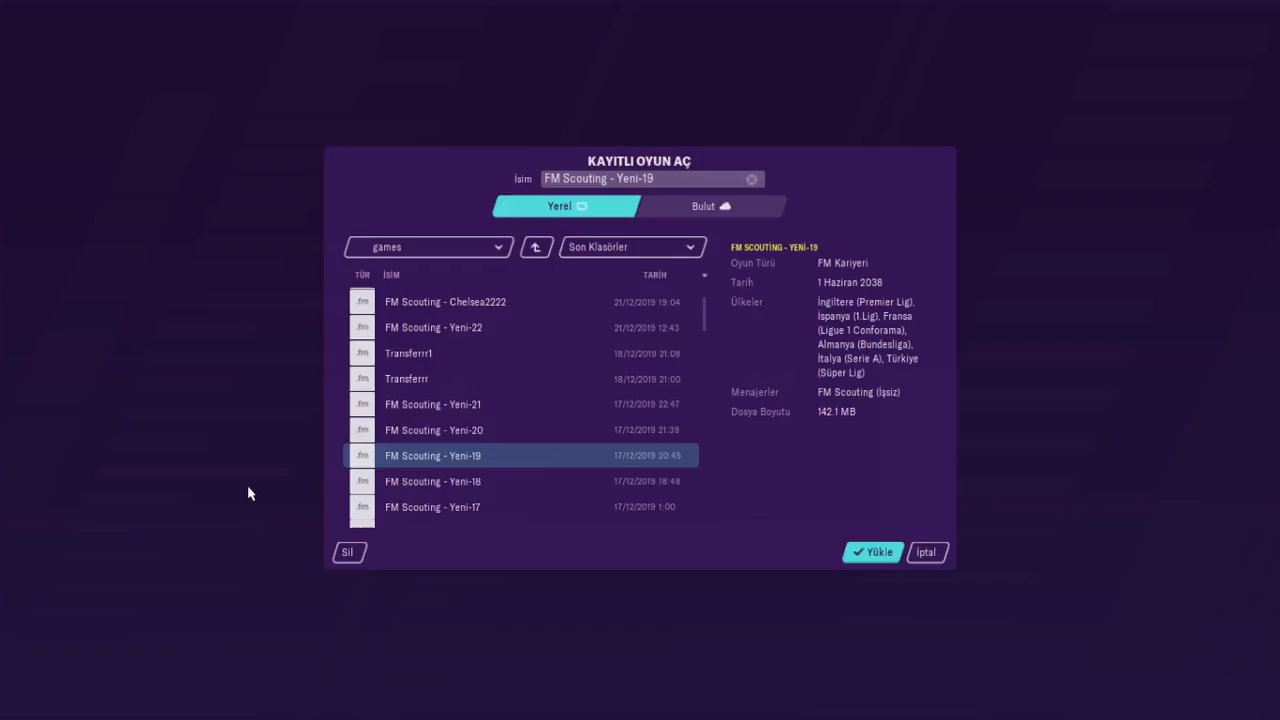 KAYITLI OYUN AÇ
İsim FM Scouting - Yeni-19
Yerel Bulut
games Son Klasörler
TÜR İSİM TARİH
.fm FM Scouting - Chelsea2222 21/12/2019 19:04
.fm FM Scouting - Yeni-22 21/12/2019 12:43
.fm Transferrr1 18/12/2019 21:08
.fm Transferrr 18/12/2019 21:00
.fm FM Scouting - Yeni-21 17/12/2019 22:47
.fm FM Scouting - Yeni-20 17/12/2019 21:39
.fm FM Scouting - Yeni-19 17/12/2019 20:45
.fm FM Scouting - Yeni-18 17/12/2019 18:48
.fm FM Scouting - Yeni-17 17/12/2019 1:00
FM SCOUTİNG - YENİ-19
Oyun Türü FM Kariyeri
Tarih 1 Haziran 2038
Ülkeler İngiltere (Premier Lig),
İspanya (1.Lig), Fransa
(Ligue 1 Conforama),
Almanya (Bundesliga),
İtalya (Serie A), Türkiye
(Süper Lig)
Menajerler FM Scouting (İşsiz)
Dosya Boyutu 142.1 MB
Sil Yükle İptal